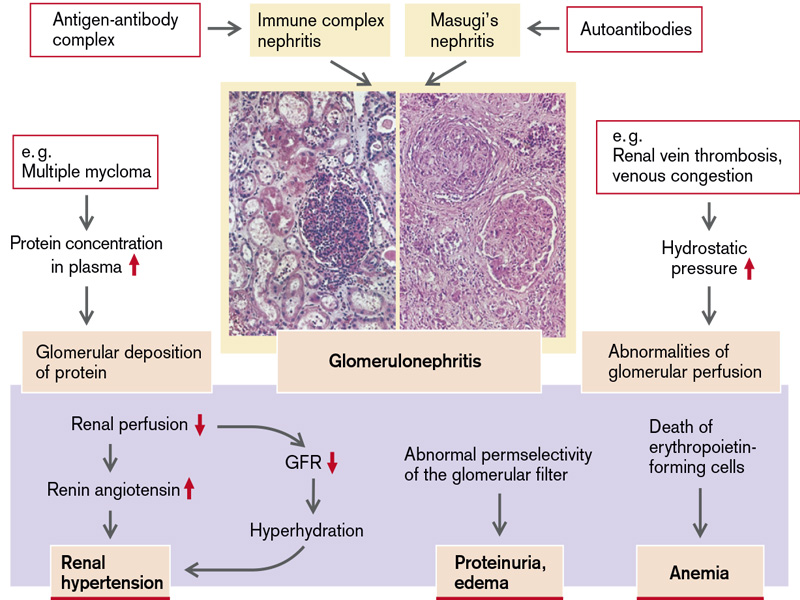 Antigen-antibody
complex
Immune complex
nephritis
Masugi's
nephritis
Autoantibodies
e.g.
Multiple mycloma
e.g.
Renal vein thrombosis,
venous congestion
Protein concentration
in plasma
Hydrostatic
pressure
Glomerular deposition
of protein
Glomerulonephritis
Abnormalities of
glomerular perfusion
Renal perfusion
GFR
Renin angiotensin
Hyperhydration
Renal
hypertension
Abnormal permselectivity
of the glomerular filter
Proteinuria,
edema
Death of
erythropoietin-
forming cells
Anemia